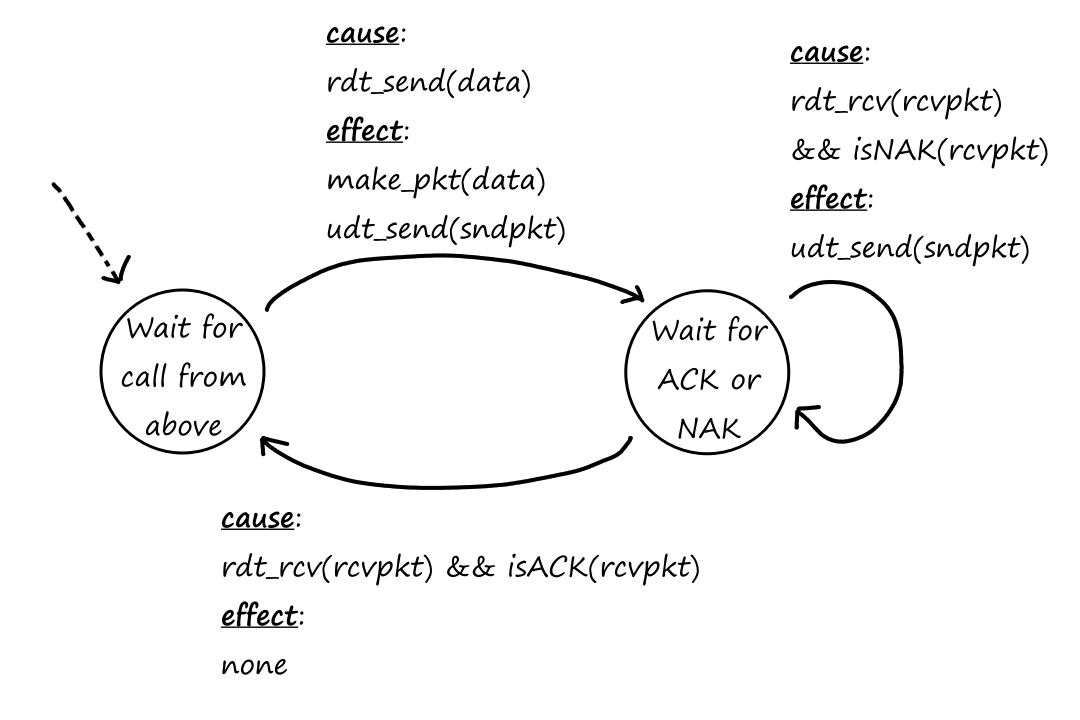 cause:
rdt_send(data)
effect:
make_pkt(data)
udt_send(sndpkt)
cause:
rdt_rcv(rcvpkt)
&& isNAK(rcvpkt)
effect:
udt_send(sndpkt)
Wait for
call from
above
Wait for
ACK or
NAK
cause:
rdt_rcv(rcvpkt) && isACK(rcvpkt)
effect:
none